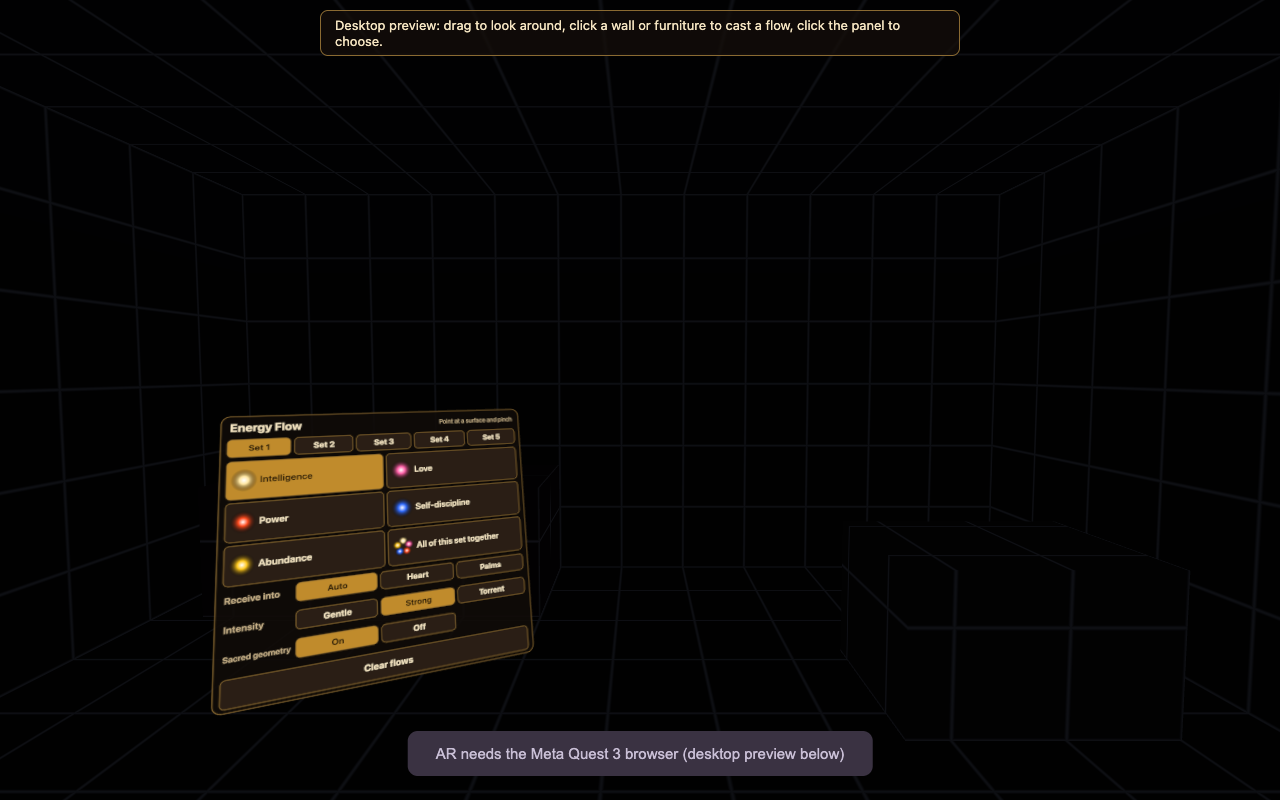 Desktop preview: drag to look around, click a wall or furniture to cast a flow, click the panel to
choose.
Energy Flow
Point at a surface and pinch
Set 1
Set 2
Set 3
Set 4
Set 5
Intelligence
Love
Power
Self-discipline
Abundance
All of this set together
Receive into
Auto
Heart
Palms
Intensity
Gentle
Strong
Torrent
Sacred geometry
On
Off
Clear flows
AR needs the Meta Quest 3 browser (desktop preview below)